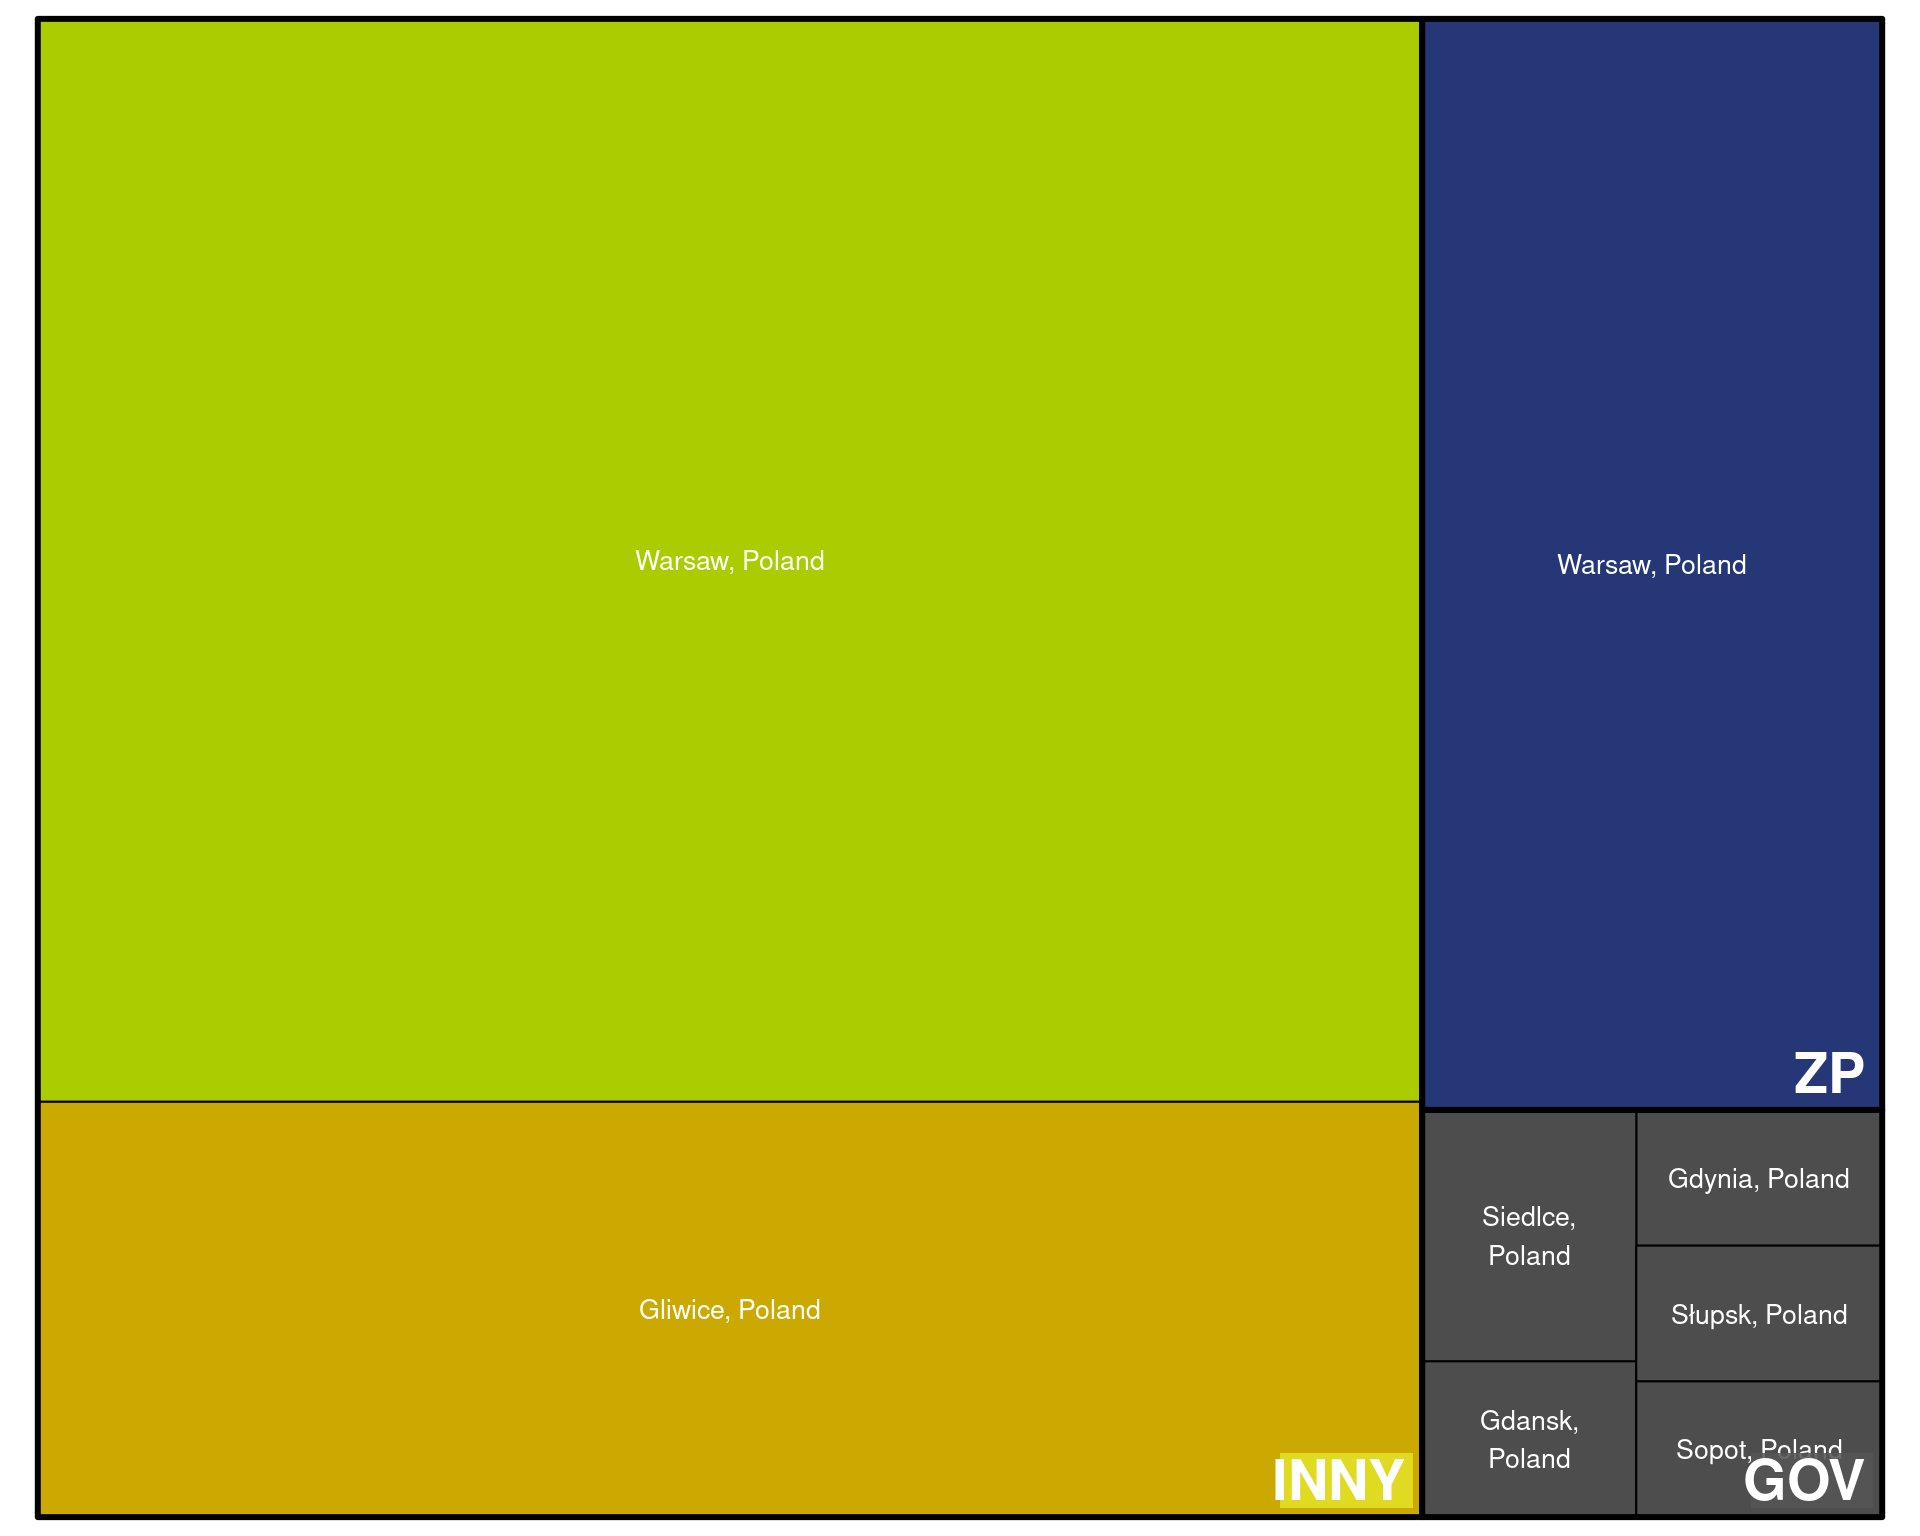 Warsaw, Poland
Warsaw, Poland
ZP
Gliwice, Poland
INNY
Siedlce,
Poland
Gdynia, Poland
Słupsk, Poland
Gdansk,
Poland
Sopot, Poland
GOV